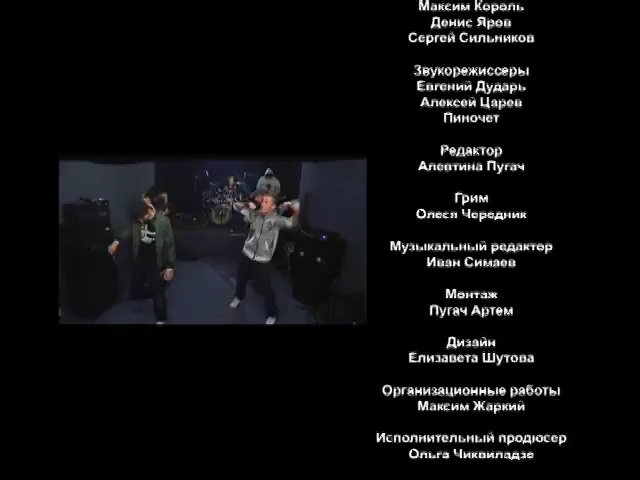 Максим Король
Денис Яров
Сергей Сильников
Звукорежиссеры
Евгений Дударь
Алексей Царев
Пиночет
Редактор
Алевтина Пугач
Грим
Олеся Чередник
Музыкальный редактор
Иван Симаев
Монтаж
Пугач Артем
Дизайн
Елизавета Шутова
Организационные работы
Максим Жаркий
Исполнительный продюсер
Ольга Чиквиладзе